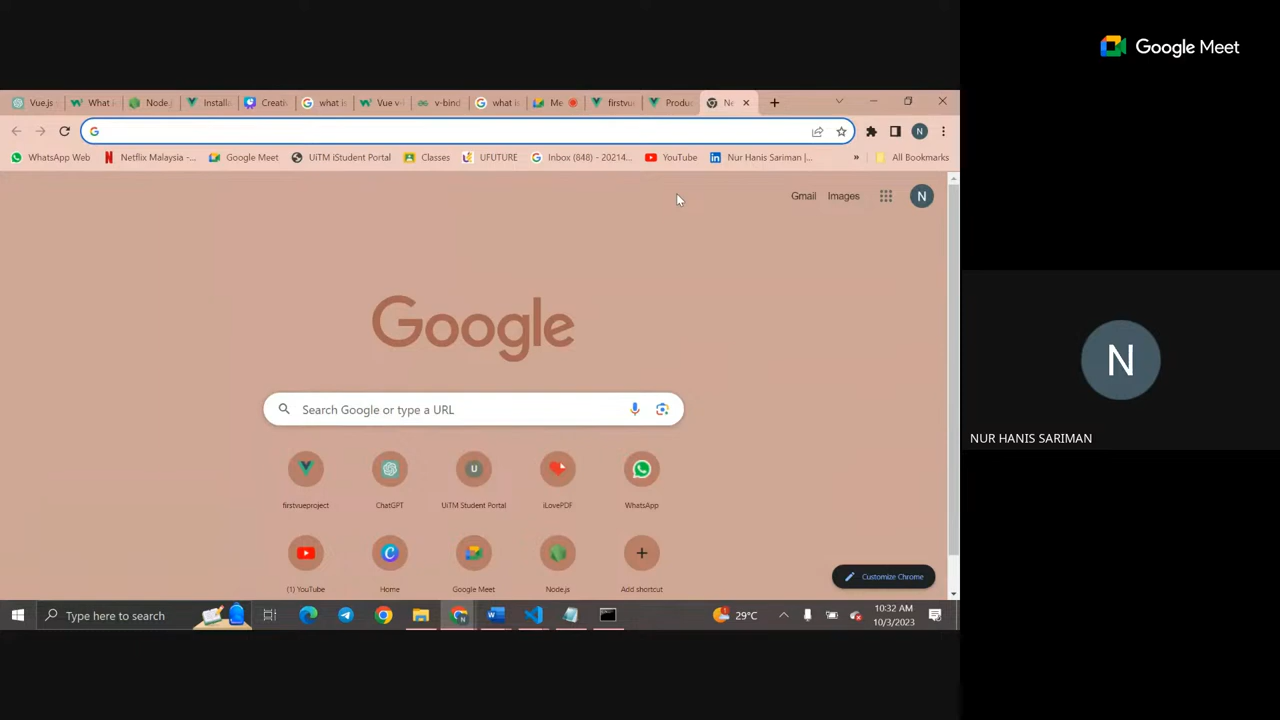 Google Meet
Vue.js
What i
Node.j
Installa
Creativ
what is
Vue v-
v-bind
what is
Me
firstvu
Produ
Ne
WhatsApp Web
Netflix Malaysia -...
Google Meet
UiTM iStudent Portal
Classes
UFUTURE
Inbox (848) - 20214...
YouTube
Nur Hanis Sariman |...
»
All Bookmarks
Gmail
Images
N
Google
Search Google or type a URL
firstvueproject
ChatGPT
U
UiTM Student Portal
iLovePDF
WhatsApp
(1) YouTube
Home
Google Meet
Node.js
Add shortcut
Customize Chrome
N
NUR HANIS SARIMAN
Type here to search
29°C
10:32 AM
10/3/2023